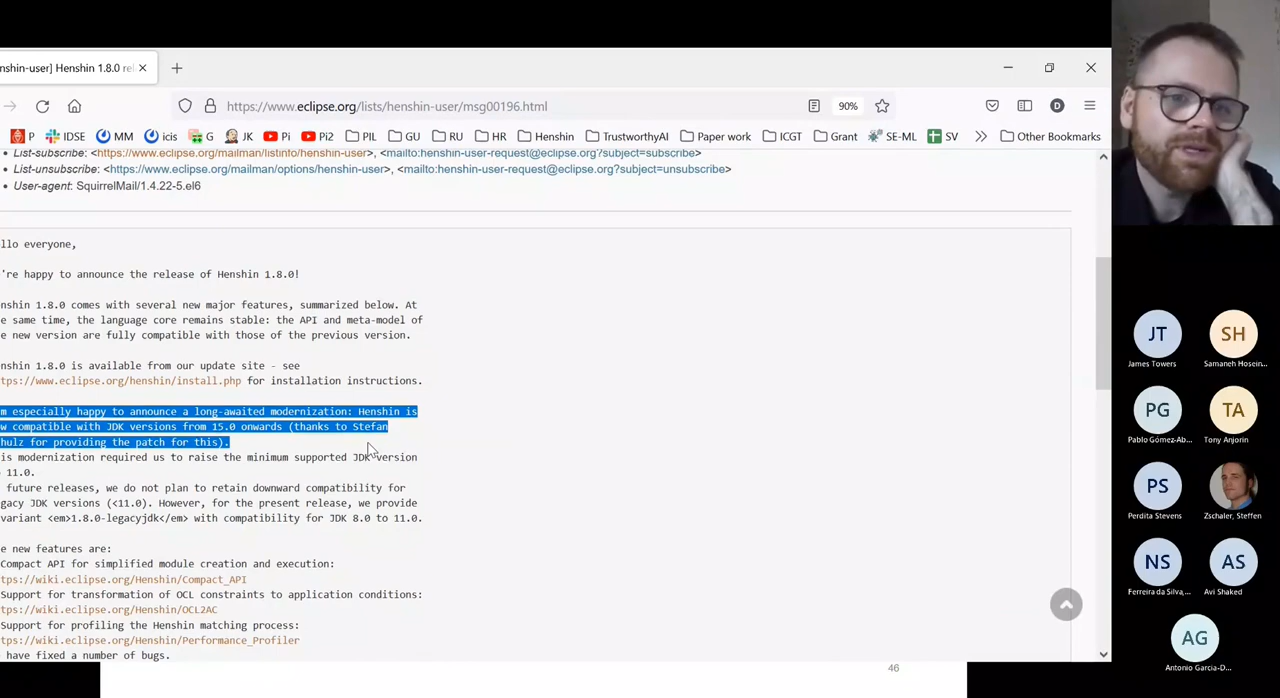 nshin-user] Henshin 1.8.0 rel
https://www.eclipse.org/lists/henshin-user/msg00196.html
90%
P IDSE MM icis G JK Pi Pi2 PIL GU RU HR Henshin TrustworthyAI Paper work ICGT Grant SE-ML SV Other Bookmarks
• List-subscribe: <https://www.eclipse.org/mailman/listinfo/henshin-user>, <mailto:henshin-user-request@eclipse.org?subject=subscribe>
• List-unsubscribe: <https://www.eclipse.org/mailman/options/henshin-user>, <mailto:henshin-user-request@eclipse.org?subject=unsubscribe>
• User-agent: SquirrelMail/1.4.22-5.el6
llo everyone,
're happy to announce the release of Henshin 1.8.0!
nshin 1.8.0 comes with several new major features, summarized below. At
e same time, the language core remains stable: the API and meta-model of
e new version are fully compatible with those of the previous version.
nshin 1.8.0 is available from our update site - see
tps://www.eclipse.org/henshin/install.php for installation instructions.
m especially happy to announce a long-awaited modernization: Henshin is
w compatible with JDK versions from 15.0 onwards (thanks to Stefan
hulz for providing the patch for this).
is modernization required us to raise the minimum supported JDK version
11.0.
future releases, we do not plan to retain downward compatibility for
gacy JDK versions (<11.0). However, for the present release, we provide
variant <em>1.8.0-legacyjdk</em> with compatibility for JDK 8.0 to 11.0.
e new features are:
Compact API for simplified module creation and execution:
tps://wiki.eclipse.org/Henshin/Compact_API
Support for transformation of OCL constraints to application conditions:
tps://wiki.eclipse.org/Henshin/OCL2AC
Support for profiling the Henshin matching process:
tps://wiki.eclipse.org/Henshin/Performance_Profiler
have fixed a number of bugs.
46
JT
James Towers
SH
Samaneh Hosein...
PG
Pablo Gómez-Ab...
TA
Tony Anjorin
PS
Perdita Stevens
Zschaler, Steffen
NS
Ferreira da Silva,...
AS
Avi Shaked
AG
Antonio Garcia-D...